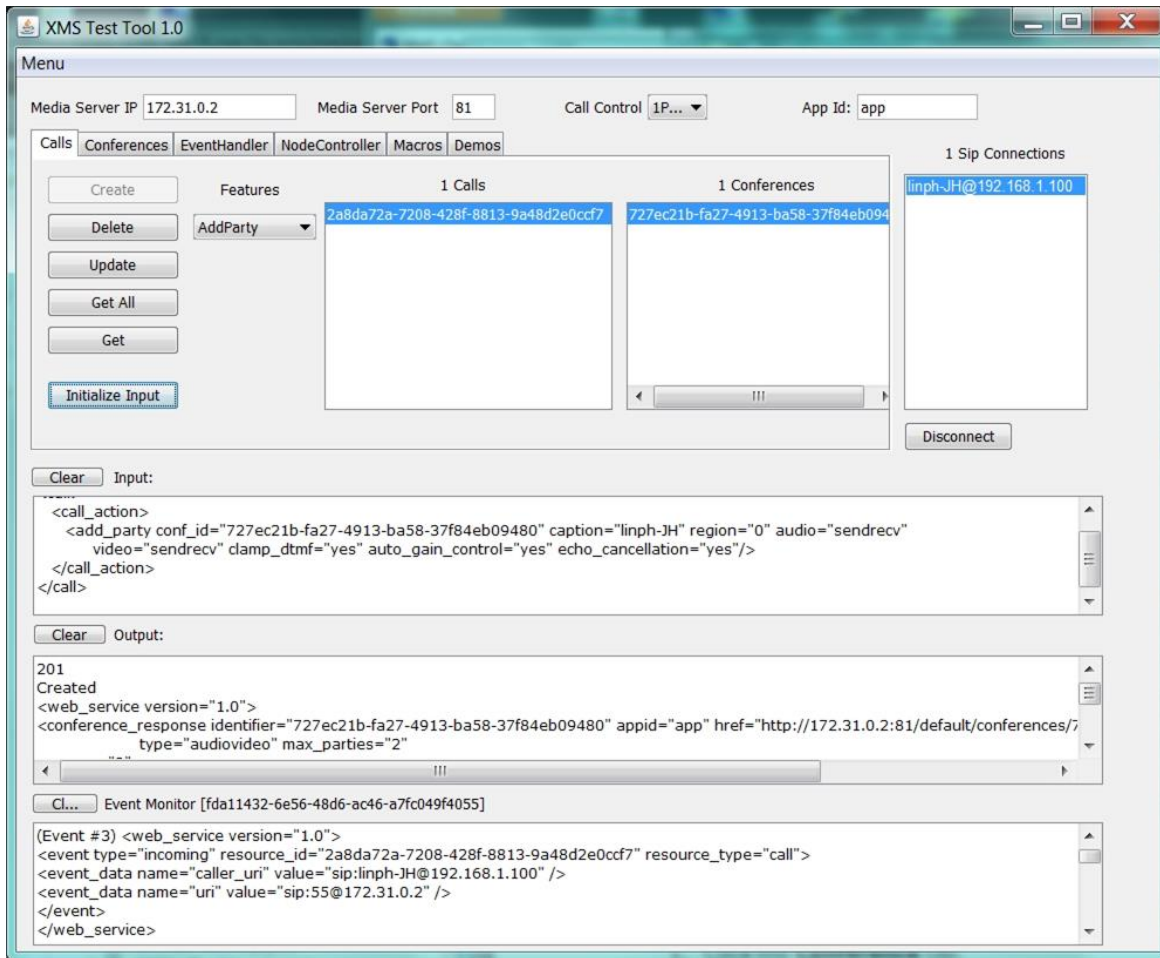 XMS Test Tool 1.0
Menu
Media Server IP 172.31.0.2 Media Server Port 81 Call Control 1P... App Id: app
Calls Conferences EventHandler NodeController Macros Demos
1 Sip Connections
Create Features 1 Calls 1 Conferences
linph-JH@192.168.1.100
2a8da72a-7208-428f-8813-9a48d2e0ccf7 727ec21b-fa27-4913-ba58-37f84eb094
Delete AddParty
Update
Get All
Get
Initialize Input
Disconnect
Clear Input:
<call_action>
<add_party conf_id="727ec21b-fa27-4913-ba58-37f84eb09480" caption="linph-JH" region="0" audio="sendrecv"
video="sendrecv" clamp_dtmf="yes" auto_gain_control="yes" echo_cancellation="yes"/>
</call_action>
</call>
Clear Output:
201
Created
<web_service version="1.0">
<conference_response identifier="727ec21b-fa27-4913-ba58-37f84eb09480" appid="app" href="http://172.31.0.2:81/default/conferences/7
type="audiovideo" max_parties="2"
Cl... Event Monitor [fda11432-6e56-48d6-ac46-a7fc049f4055]
(Event #3) <web_service version="1.0">
<event type="incoming" resource_id="2a8da72a-7208-428f-8813-9a48d2e0ccf7" resource_type="call">
<event_data name="caller_uri" value="sip:linph-JH@192.168.1.100" />
<event_data name="uri" value="sip:55@172.31.0.2" />
</event>
</web_service>